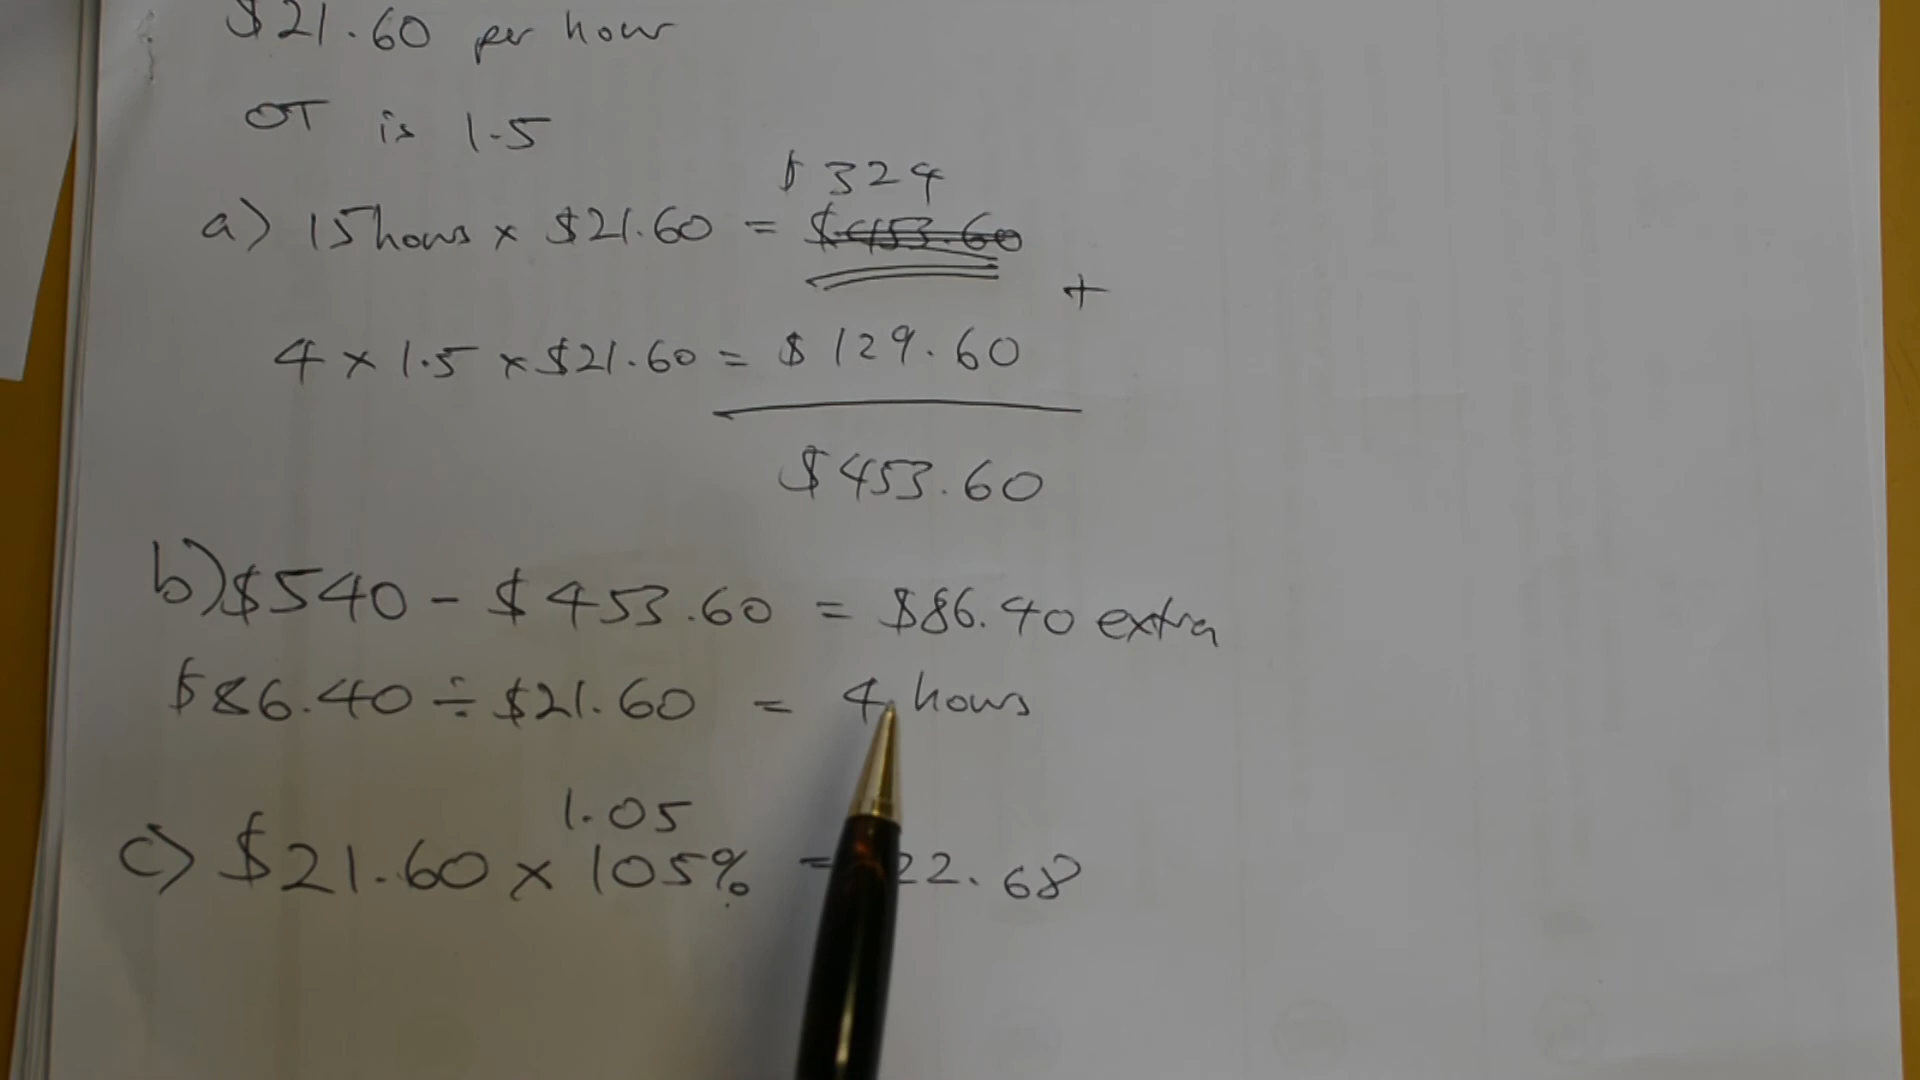 $21.60 per hour
OT is 1.5
$324
a) 15 hours × $21.60 = $453.60
+
4 × 1.5 × $21.60 = $129.60
$453.60
b) $540 - $453.60 = $86.40 extra
$86.40 ÷ $21.60 = 4 hours
1.05
c) $21.60 × 105% = 22.68